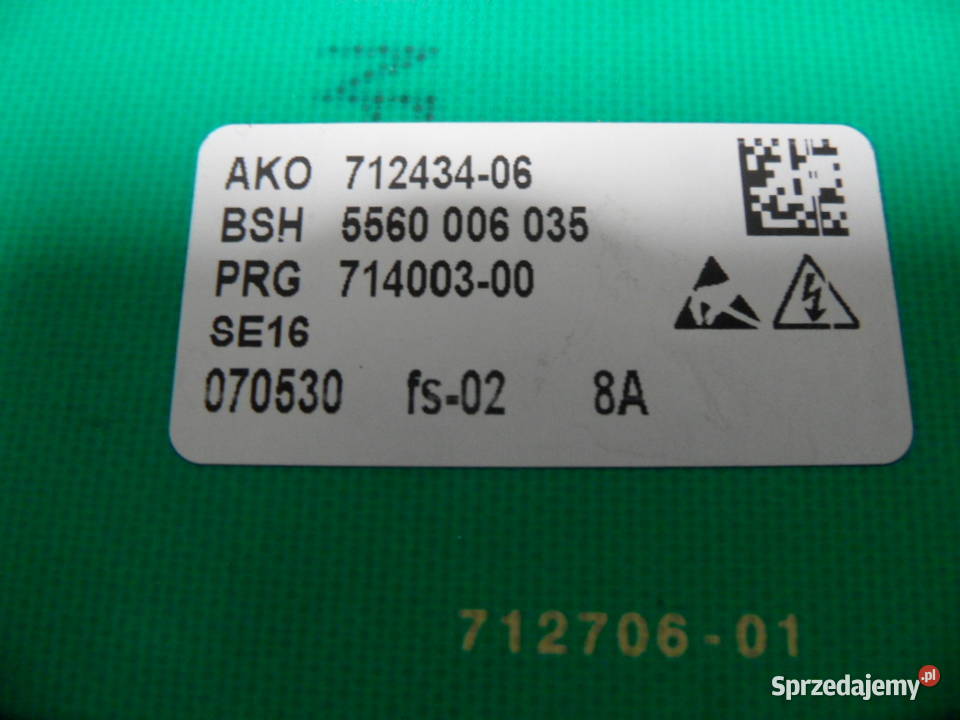 AKO 712434-06
BSH 5560 006 035
PRG 714003-00
SE16
070530 fs-02 8A
712706-01
Sprzedajemy.pl